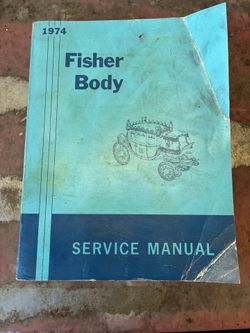 1974
Fisher
Body
SERVICE MANUAL